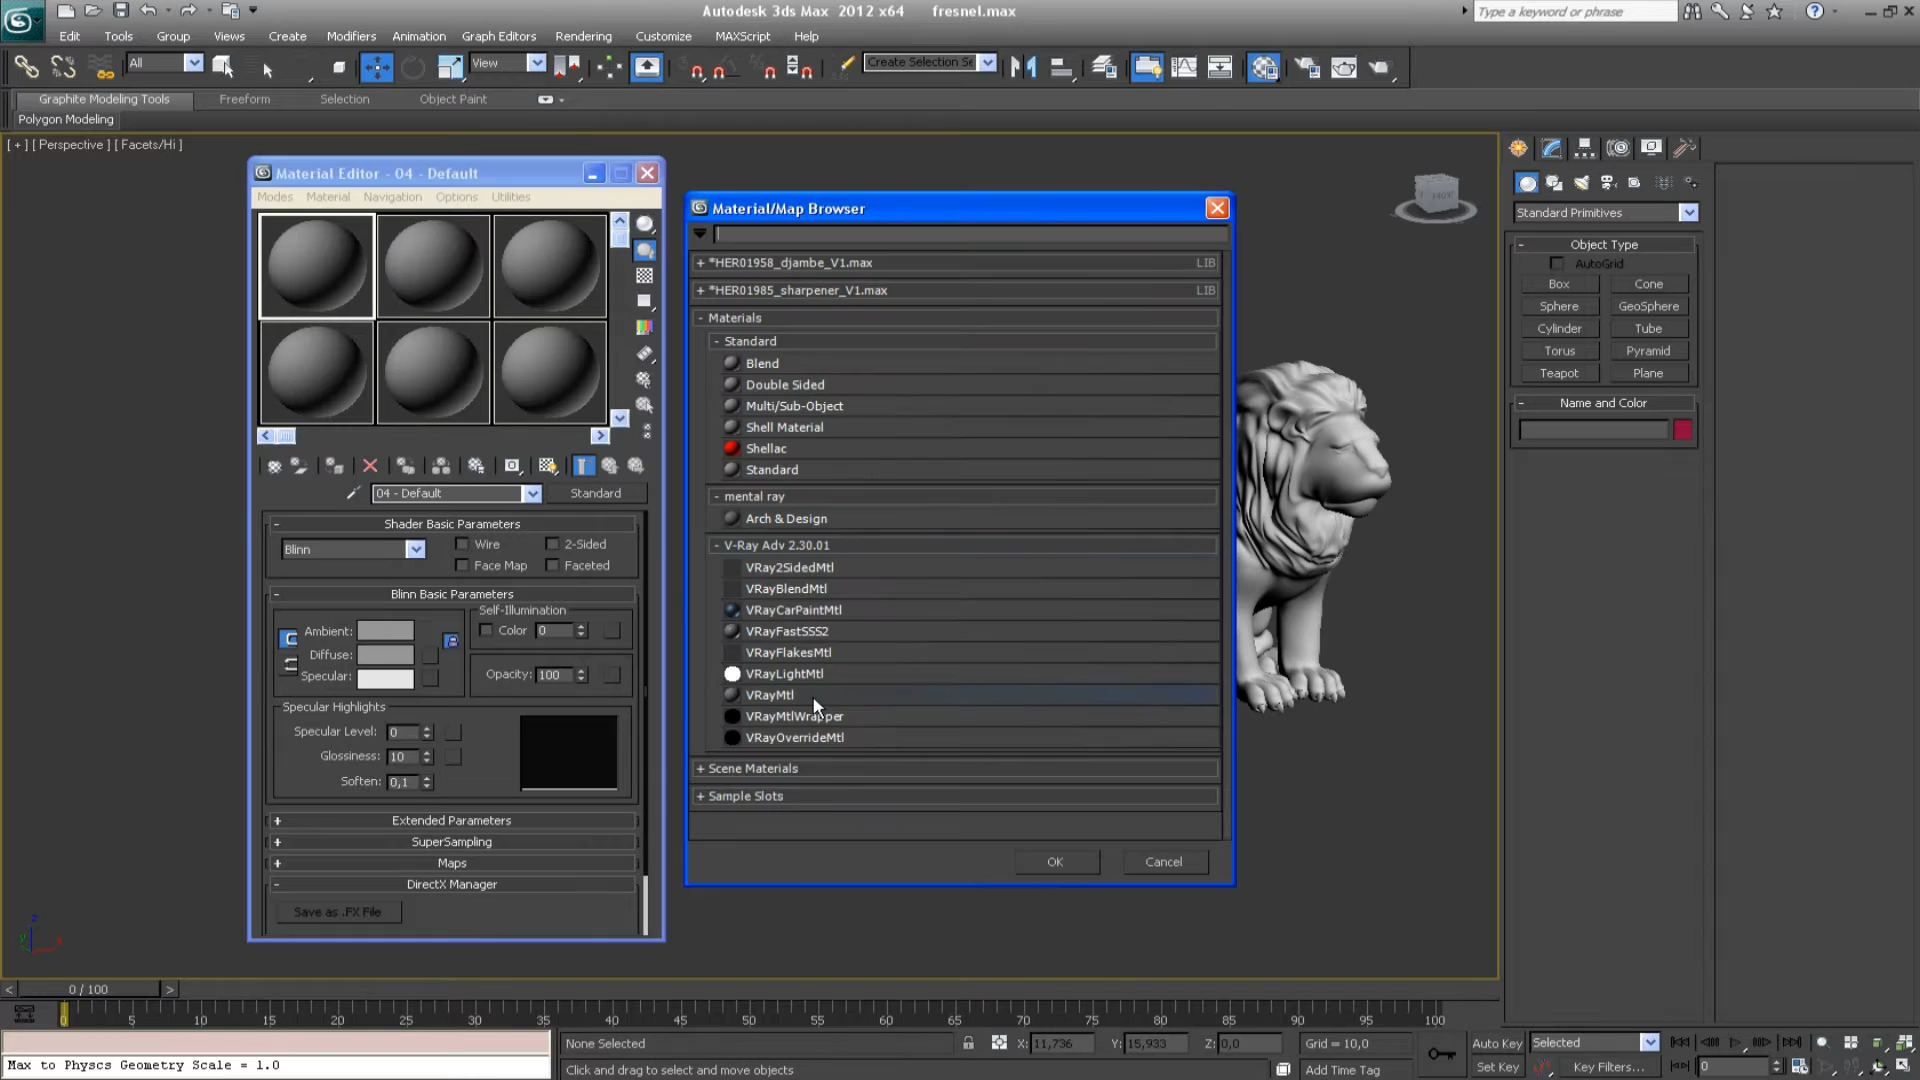 Autodesk 3ds Max 2012 x64 fresnel.max
Type a keyword or phrase
Edit Tools Group Views Create Modifiers Animation Graph Editors Rendering Customize MAXScript Help
All View Create Selection Se
Graphite Modeling Tools Freeform Selection Object Paint
Polygon Modeling
[ + ] [ Perspective ] [ Facets/Hi ]
Material Editor - 04 - Default
Modes Material Navigation Options Utilities
04 - Default Standard
Shader Basic Parameters
Blinn Wire 2-Sided
Face Map Faceted
Blinn Basic Parameters
Self-Illumination
Ambient: Color 0
Diffuse:
Specular: Opacity: 100
Specular Highlights
Specular Level: 0
Glossiness: 10
Soften: 0,1
+ Extended Parameters
+ SuperSampling
+ Maps
- DirectX Manager
Save as .FX File
Material/Map Browser
+ *HER01958_djambe_V1.max LIB
+ *HER01985_sharpener_V1.max LIB
- Materials
- Standard
Blend
Double Sided
Multi/Sub-Object
Shell Material
Shellac
Standard
- mental ray
Arch & Design
- V-Ray Adv 2.30.01
VRay2SidedMtl
VRayBlendMtl
VRayCarPaintMtl
VRayFastSSS2
VRayFlakesMtl
VRayLightMtl
VRayMtl
VRayMtlWrapper
VRayOverrideMtl
+ Scene Materials
+ Sample Slots
OK Cancel
Standard Primitives
- Object Type
AutoGrid
Box Cone
Sphere GeoSphere
Cylinder Tube
Torus Pyramid
Teapot Plane
- Name and Color
z
y x
< 0 / 100 >
0 5 10 15 20 25 30 35 40 45 50 55 60 65 70 75 80 85 90 95 100
Max to Physcs Geometry Scale = 1.0
None Selected X: 11,736 Y: 15,933 Z: 0,0 Grid = 10,0
Click and drag to select and move objects Add Time Tag
Auto Key Selected
Set Key Key Filters... 0